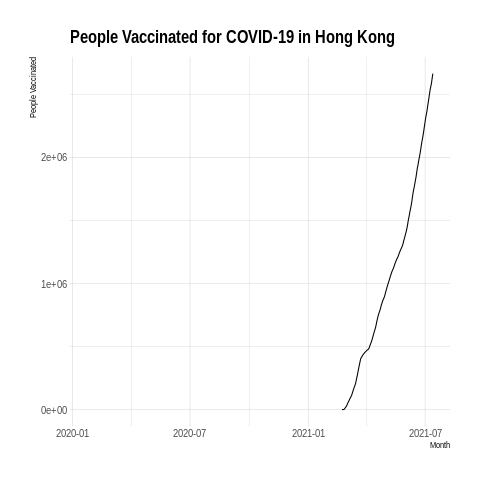 People Vaccinated for COVID-19 in Hong Kong
People Vaccinated
2e+06
1e+06
0e+00
2020-01 2020-07 2021-01 2021-07
Month